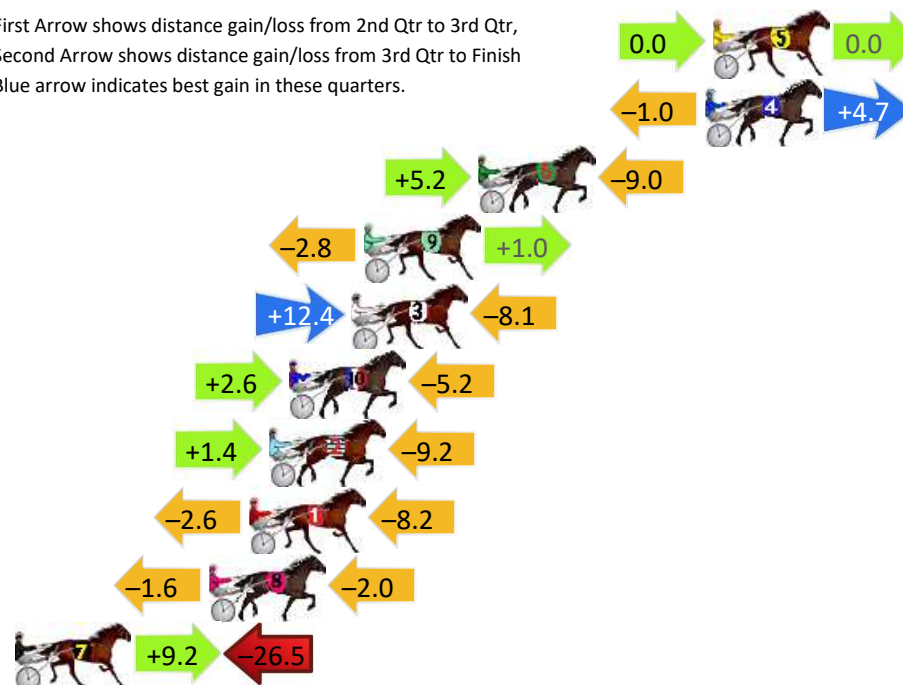 First Arrow shows distance gain/loss from 2nd Qtr to 3rd Qtr,
Second Arrow shows distance gain/loss from 3rd Qtr to Finish
Blue arrow indicates best gain in these quarters.
0.0 5 0.0
–1.0 4 +4.7
+5.2 6 –9.0
–2.8 9 +1.0
+12.4 3 –8.1
+2.6 0 –5.2
+1.4 2 –9.2
–2.6 1 –8.2
–1.6 8 –2.0
7 +9.2 –26.5